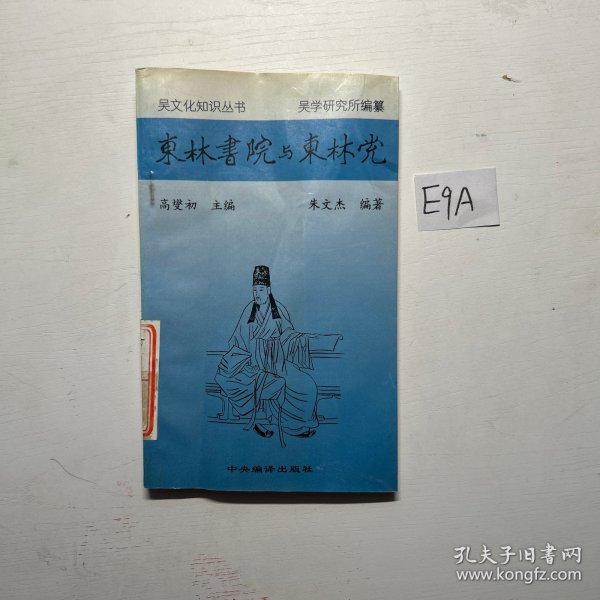 吴文化知识丛书 吴学研究所编纂
東林書院与東林党
高燮初 主编 朱文杰 编著
中央编译出版社
E9A
孔夫子旧书网
www.kongfz.com